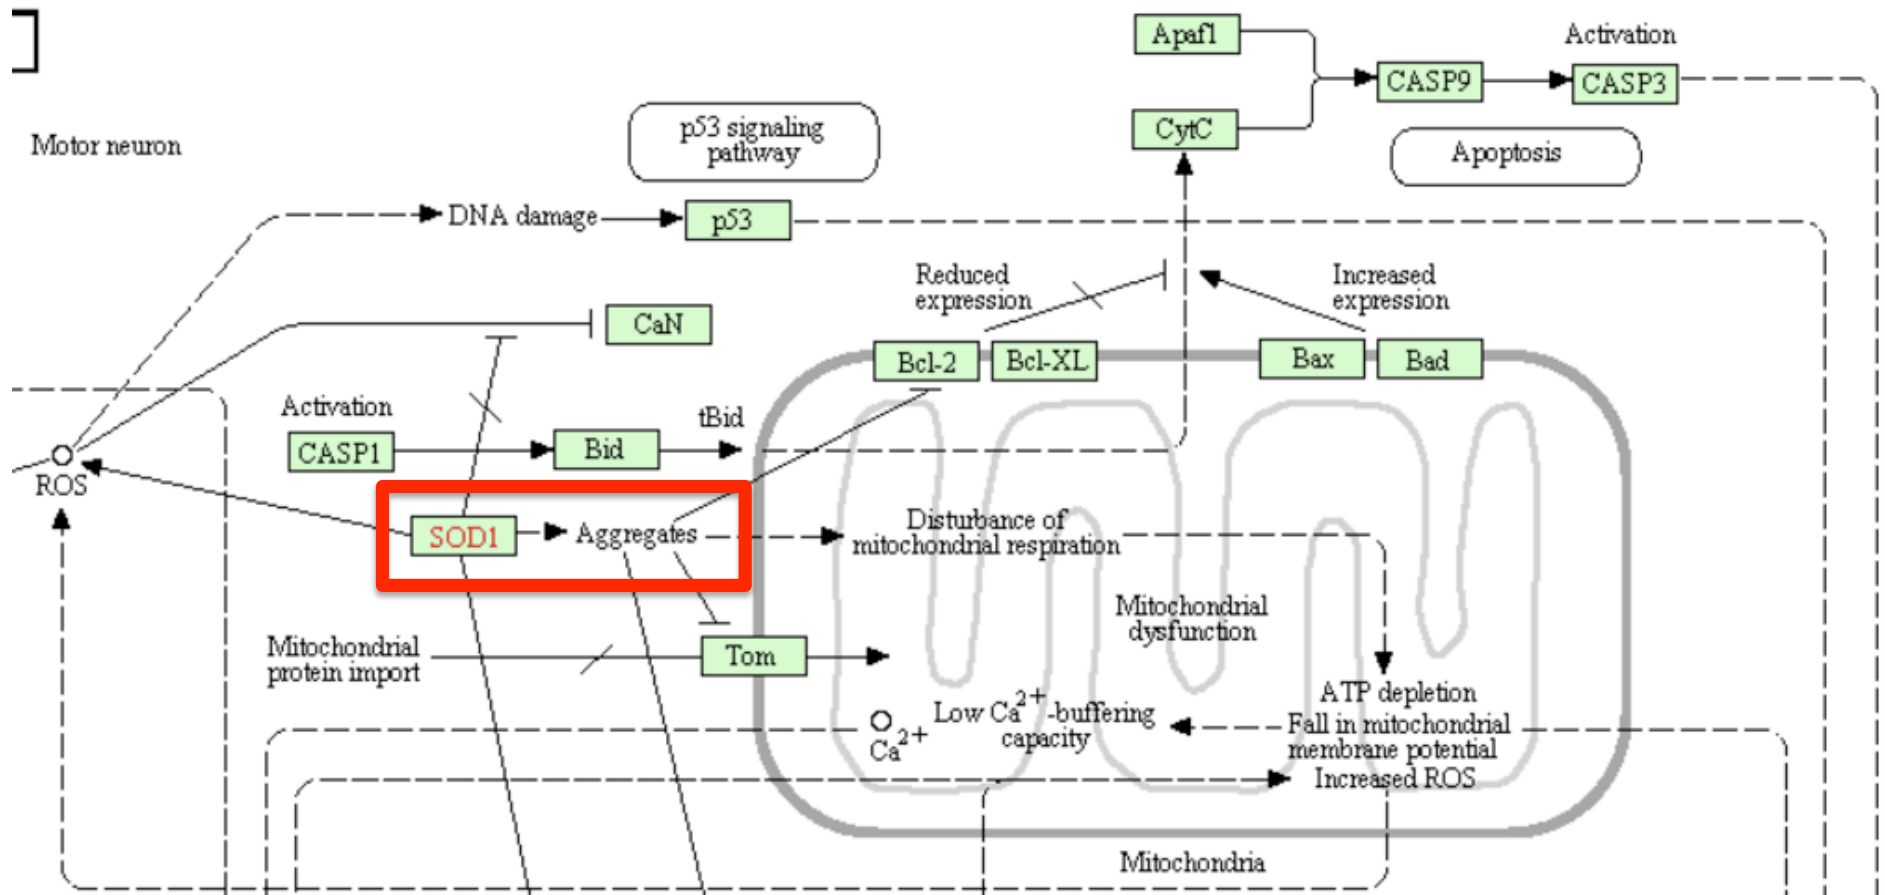 Apaf1
Activation
CASP9
CASP3
CytC
Apoptosis
Motor neuron
p53 signaling
pathway
DNA damage
p53
Reduced
expression
Increased
expression
CaN
Bcl-2
Bcl-XL
Bax
Bad
Activation
tBid
CASP1
Bid
ROS
SOD1
Aggregates
Disturbance of
mitochondrial respiration
Mitochondrial
dysfunction
Mitochondrial
protein import
Tom
ATP depletion
Fall in mitochondrial
membrane potential
Increased ROS
Low Ca²⁺-buffering
capacity
Ca²⁺
Mitochondria